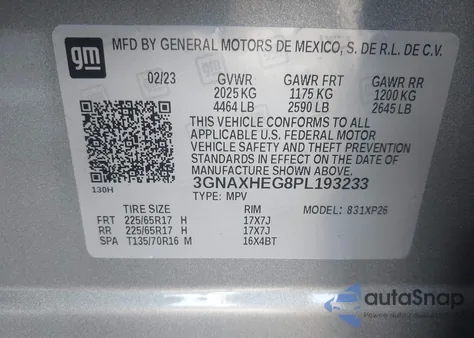 gm
MFD BY GENERAL MOTORS DE MEXICO, S. DE R.L. DE C.V.
02/23 GVWR GAWR FRT GAWR RR
2025 KG 1175 KG 1200 KG
4464 LB 2590 LB 2645 LB
THIS VEHICLE CONFORMS TO ALL
APPLICABLE U.S. FEDERAL MOTOR
VEHICLE SAFETY AND THEFT PREVENTION
STANDARDS IN EFFECT ON THE DATE OF
MANUFACTURE SHOWN ABOVE.
3GNAXHEG8PL193233
130H TYPE: MPV
TIRE SIZE RIM MODEL: 831XP26
FRT 225/65R17 H 17X7J
RR 225/65R17 H 17X7J
SPA T135/70R16 M 16X4BT
autoSnap